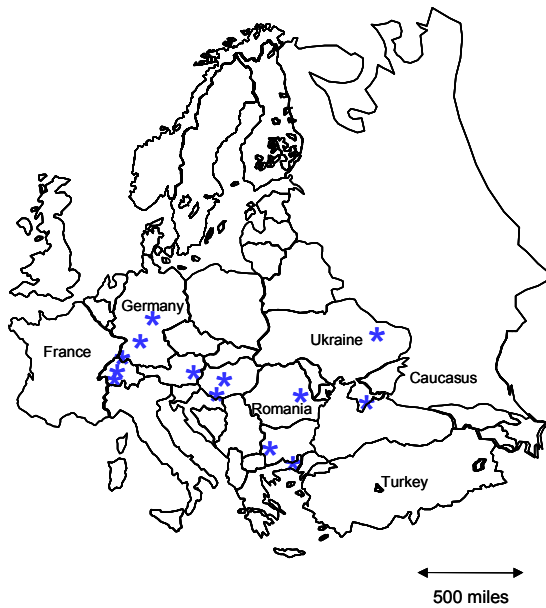 Germany
Ukraine
France
Caucasus
Romania
Turkey
500 miles